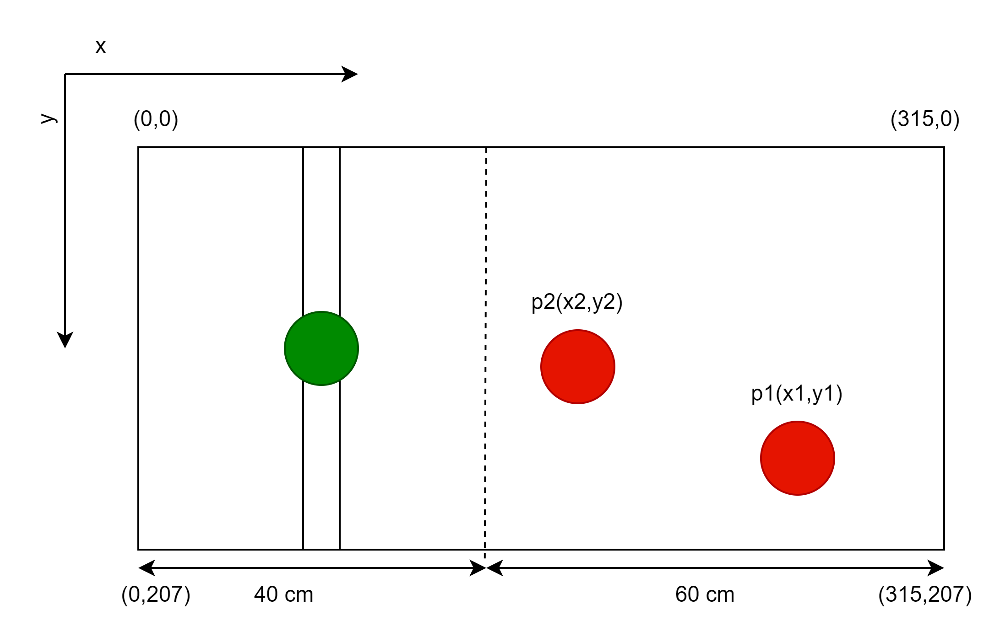 x
y
(0,0)
(315,0)
p2(x2,y2)
p1(x1,y1)
(0,207)
40 cm
60 cm
(315,207)